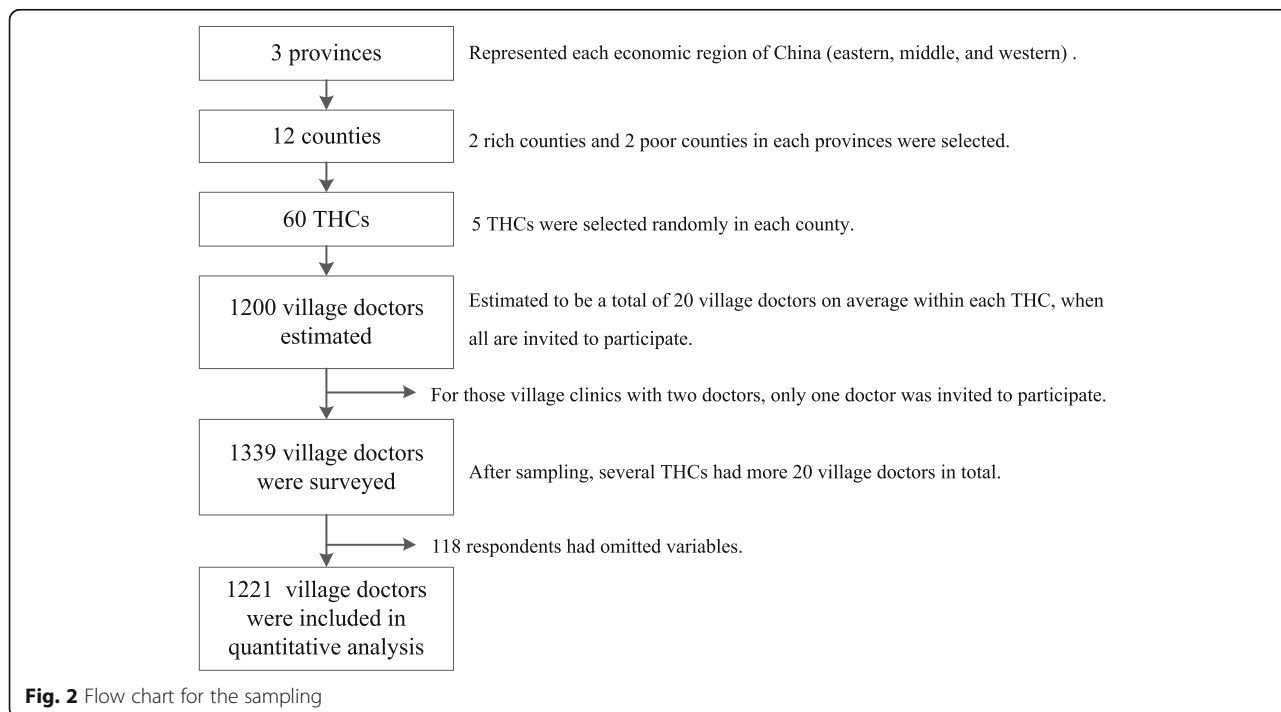 3 provinces
Represented each economic region of China (eastern, middle, and western) .
12 counties
2 rich counties and 2 poor counties in each provinces were selected.
60 THCs
5 THCs were selected randomly in each county.
1200 village doctors
estimated
Estimated to be a total of 20 village doctors on average within each THC, when
all are invited to participate.
For those village clinics with two doctors, only one doctor was invited to participate.
1339 village doctors
were surveyed
After sampling, several THCs had more 20 village doctors in total.
118 respondents had omitted variables.
1221 village doctors
were included in
quantitative analysis
Fig. 2 Flow chart for the sampling